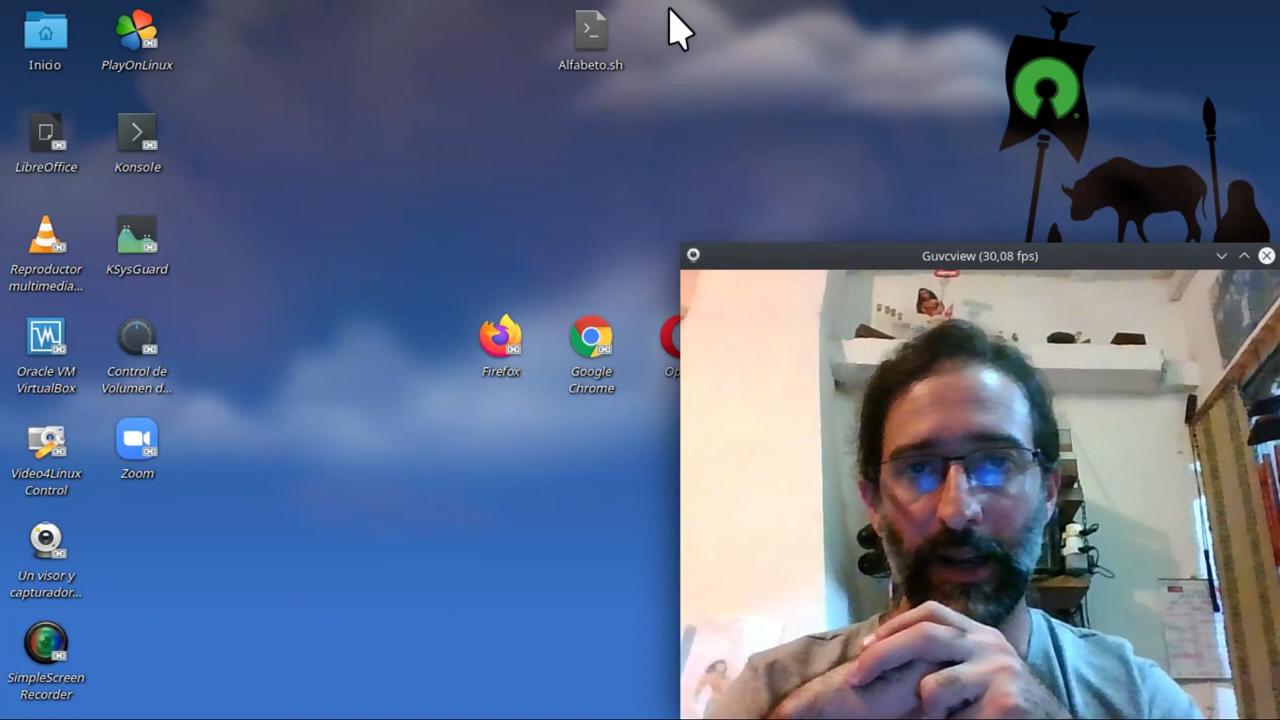 Inicio
PlayOnLinux
Alfabeto.sh
LibreOffice
Konsole
Reproductor
multimedia...
KSysGuard
Guvcview (30,08 fps)
Oracle VM
VirtualBox
Control de
Volumen d...
Firefox
Google
Chrome
Op
Video4Linux
Control
Zoom
Un visor y
capturador...
SimpleScreen
Recorder